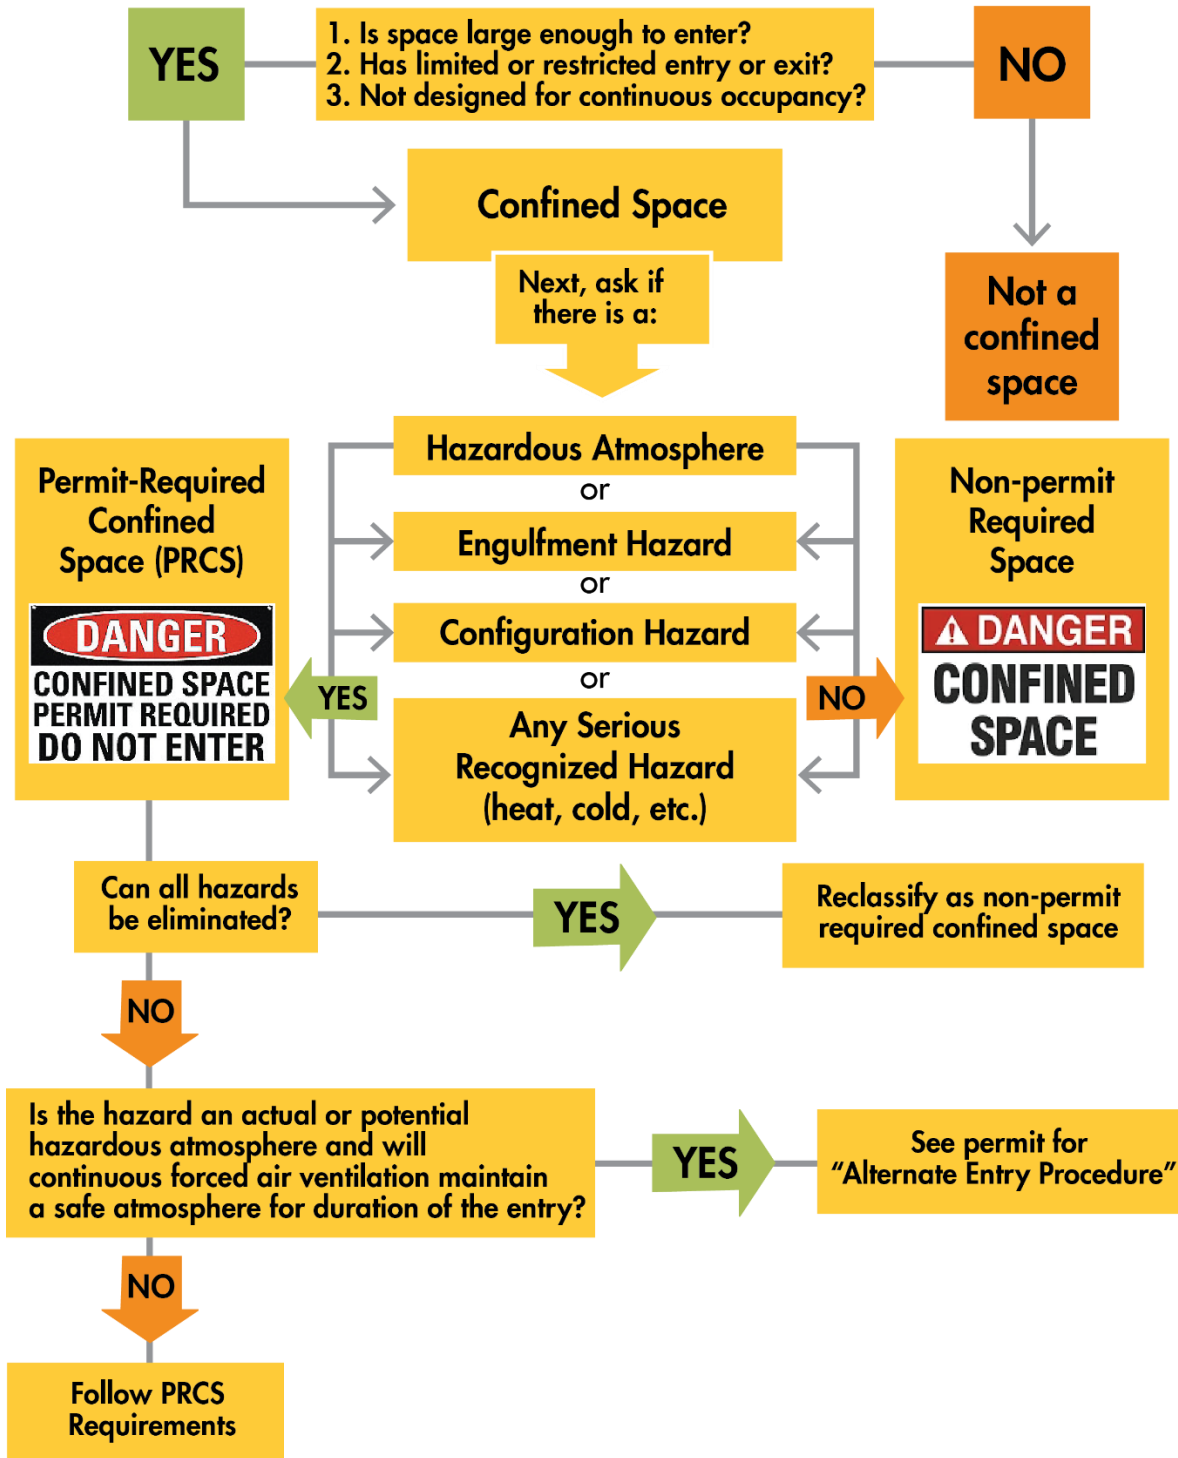 YES
1. Is space large enough to enter?
2. Has limited or restricted entry or exit?
3. Not designed for continuous occupancy?
NO
Confined Space
Next, ask if
there is a:
Not a
confined
space
Hazardous Atmosphere
or
Engulfment Hazard
or
Configuration Hazard
or
Any Serious
Recognized Hazard
(heat, cold, etc.)
Permit-Required
Confined
Space (PRCS)
DANGER
CONFINED SPACE
PERMIT REQUIRED
DO NOT ENTER
YES
NO
Non-permit
Required
Space
DANGER
CONFINED
SPACE
Can all hazards
be eliminated?
YES
Reclassify as non-permit
required confined space
NO
Is the hazard an actual or potential
hazardous atmosphere and will
continuous forced air ventilation maintain
a safe atmosphere for duration of the entry?
YES
See permit for
“Alternate Entry Procedure”
NO
Follow PRCS
Requirements